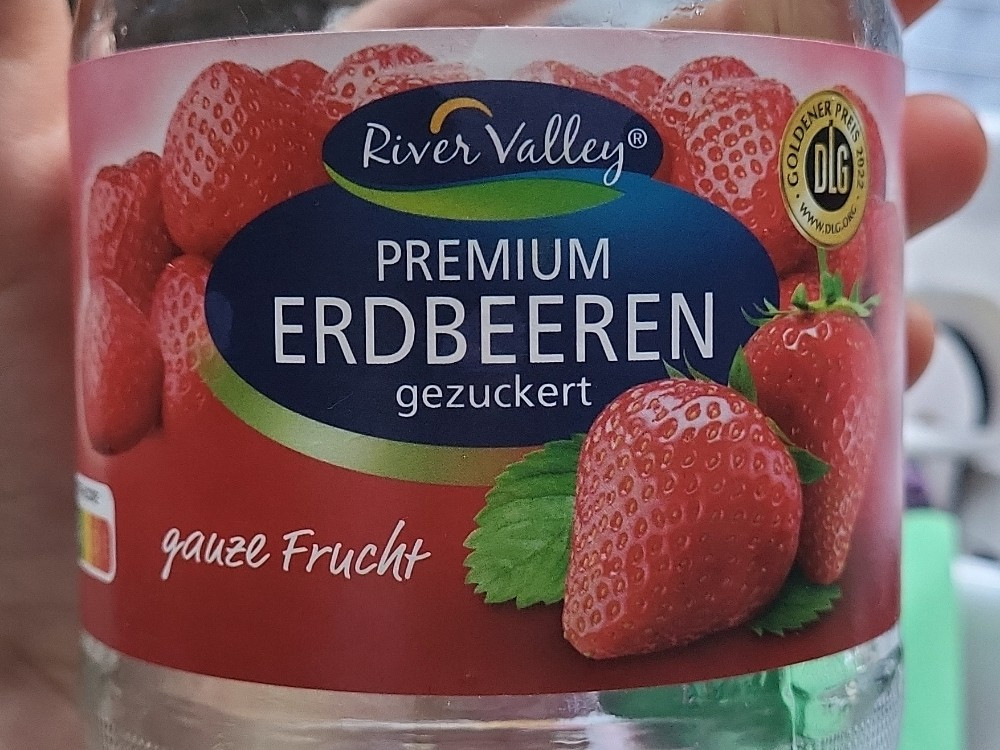 River Valley®
PREMIUM
ERDBEEREN
gezuckert
ganze Frucht
GOLDENER PREIS 2022
DLG
WWW.DLG.ORG